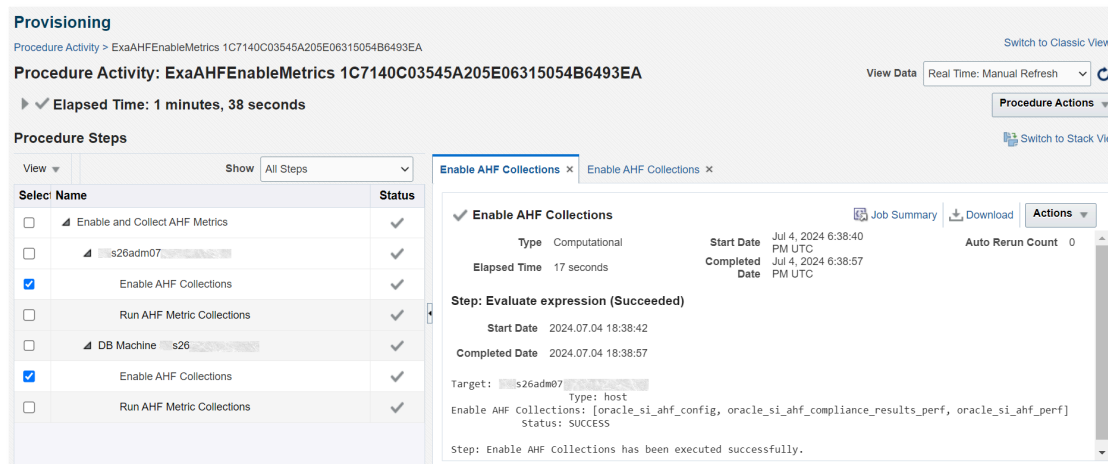 Provisioning
Procedure Activity > ExaAHFEnableMetrics 1C7140C03545A205E06315054B6493EA
Switch to Classic View
Procedure Activity: ExaAHFEnableMetrics 1C7140C03545A205E06315054B6493EA
View Data Real Time: Manual Refresh
Elapsed Time: 1 minutes, 38 seconds
Procedure Actions
Procedure Steps
Switch to Stack Vie
View Show All Steps
Enable AHF Collections × Enable AHF Collections ×
Select Name Status
Enable AHF Collections Job Summary Download Actions
Enable and Collect AHF Metrics
Type Computational Start Date Jul 4, 2024 6:38:40 PM UTC Auto Rerun Count 0
s26adm07
Elapsed Time 17 seconds Completed Date Jul 4, 2024 6:38:57 PM UTC
Enable AHF Collections
Step: Evaluate expression (Succeeded)
Run AHF Metric Collections
Start Date 2024.07.04 18:38:42
DB Machine s26
Completed Date 2024.07.04 18:38:57
Enable AHF Collections
Target: s26adm07
Type: host
Run AHF Metric Collections
Enable AHF Collections: [oracle_si_ahf_config, oracle_si_ahf_compliance_results_perf, oracle_si_ahf_perf]
Status: SUCCESS
Step: Enable AHF Collections has been executed successfully.